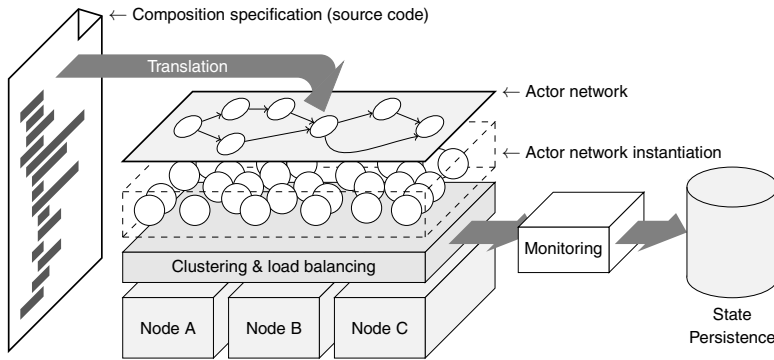 ← Composition specification (source code)
Translation
← Actor network
← Actor network instantiation
Clustering & load balancing
Monitoring
Node A
Node B
Node C
State
Persistence